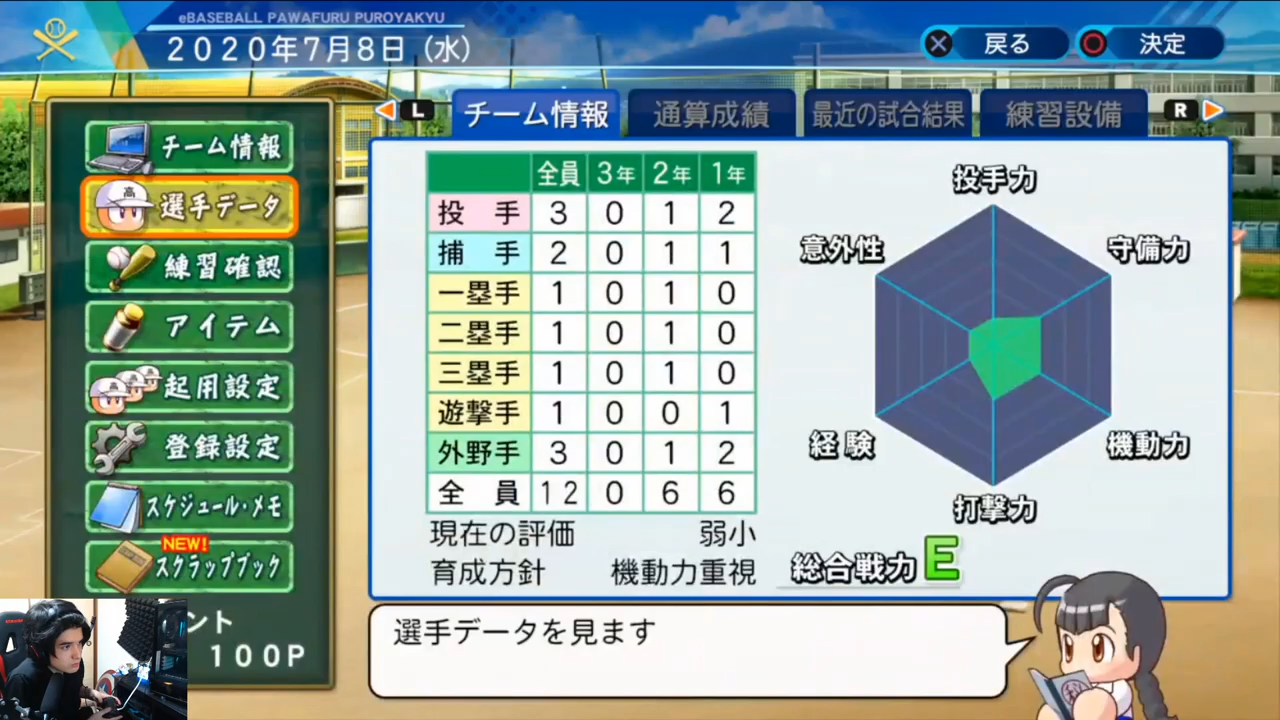 eBASEBALL PAWAFURU PUROYAKYU
2020年7月8日 (水)
戻る
決定
チーム情報
選手データ
練習確認
アイテム
起用設定
登録設定
スケジュール・メモ
NEW!
スクラップブック
ント
100P
L チーム情報 通算成績 最近の試合結果 練習設備 R
全員 3年 2年 1年
投手 3 0 1 2
捕手 2 0 1 1
一塁手 1 0 1 0
二塁手 1 0 1 0
三塁手 1 0 1 0
遊撃手 1 0 0 1
外野手 3 0 1 2
全員 12 0 6 6
現在の評価 弱小
育成方針 機動力重視
投手力
意外性
守備力
経験
機動力
打撃力
総合戦力 E
選手データを見ます
高